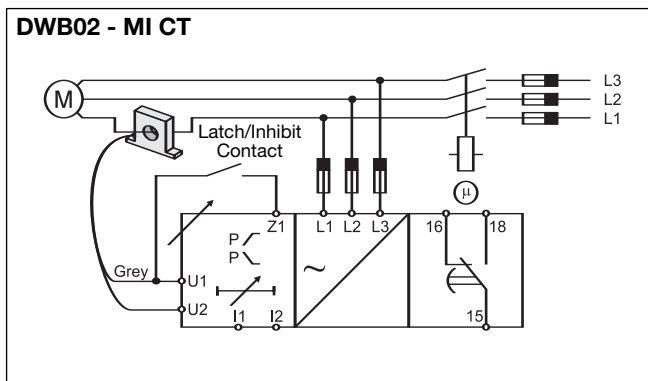 DWB02 - MI CT
L3
L2
L1
M
Latch/Inhibit
Contact
µ
Z1
L1
L2
L3
16
18
P
P
~
Grey
U1
U2
I1
I2
15